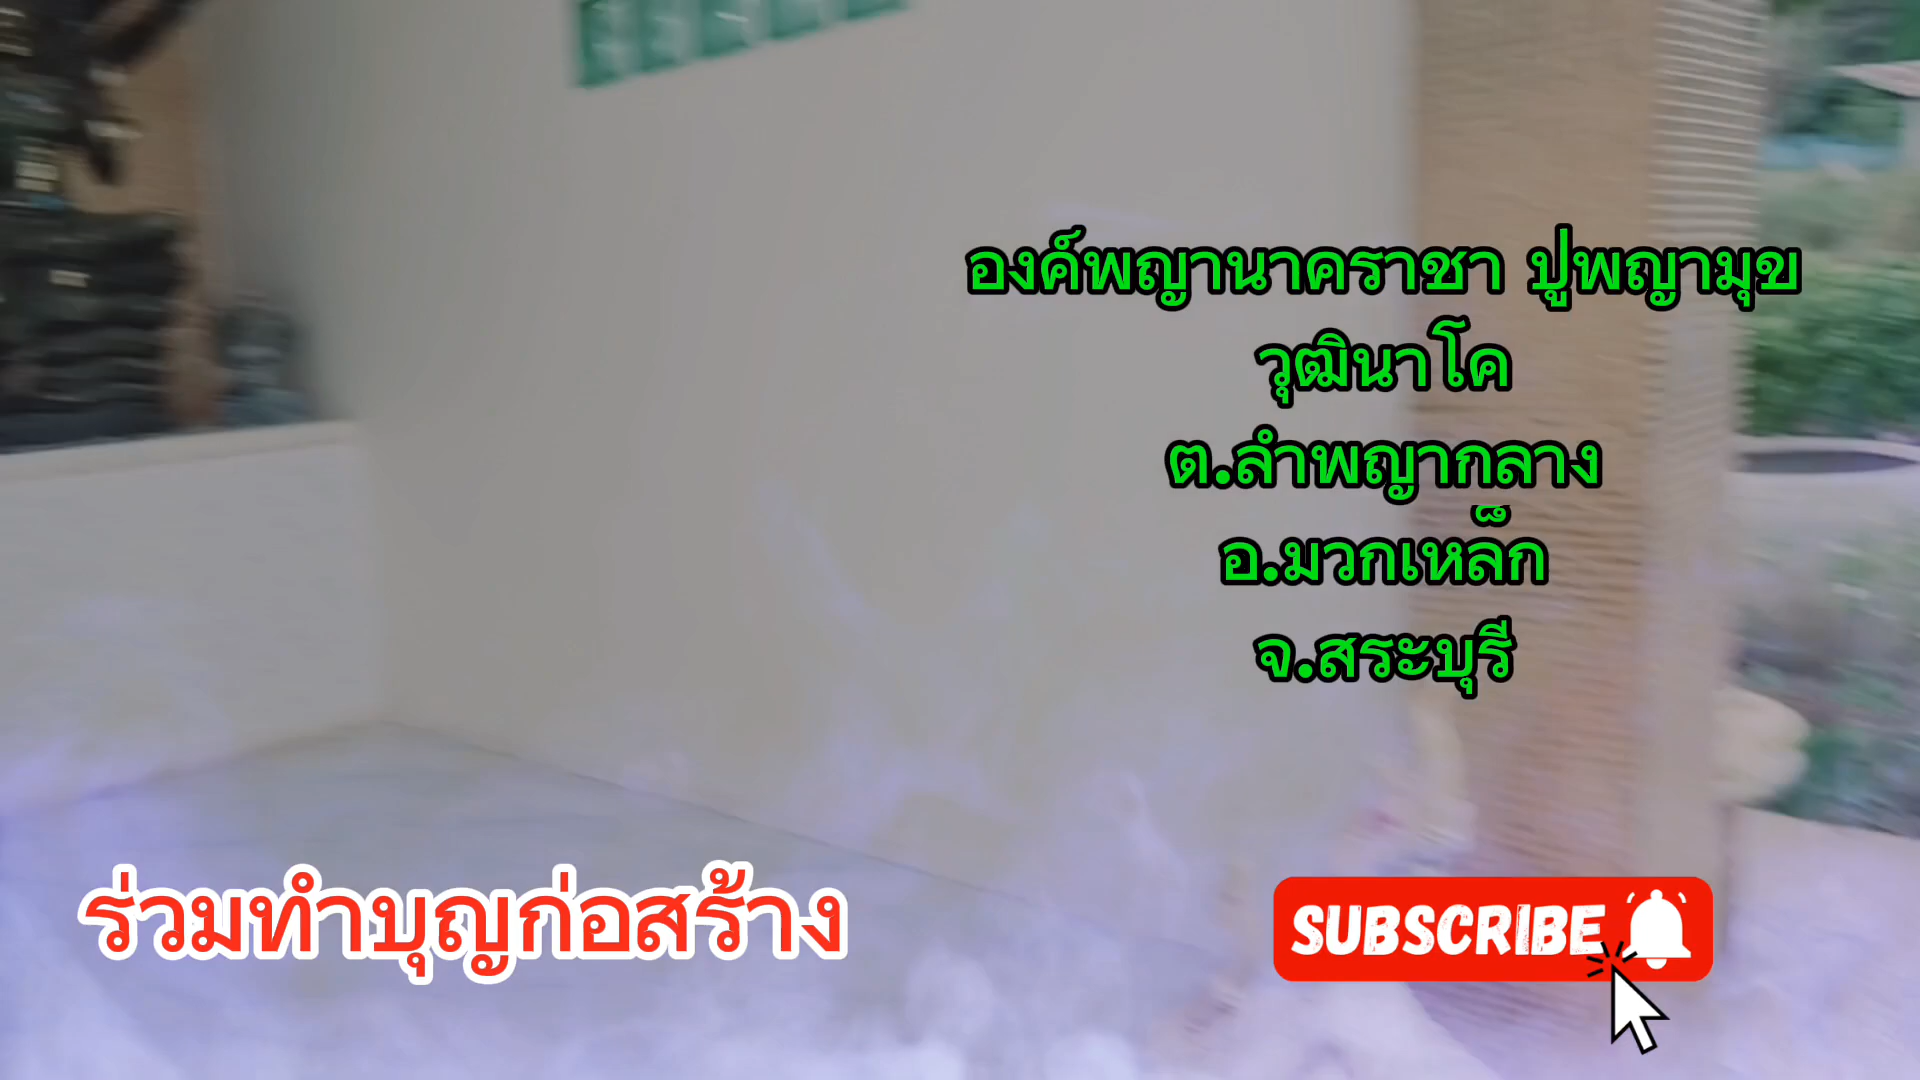 องค์พญานาคราชา ปู่พญามุข
วุฒินาโค
ต.ลำพญากลาง
อ.มวกเหล็ก
จ.สระบุรี
ร่วมทำบุญก่อสร้าง
SUBSCRIBE